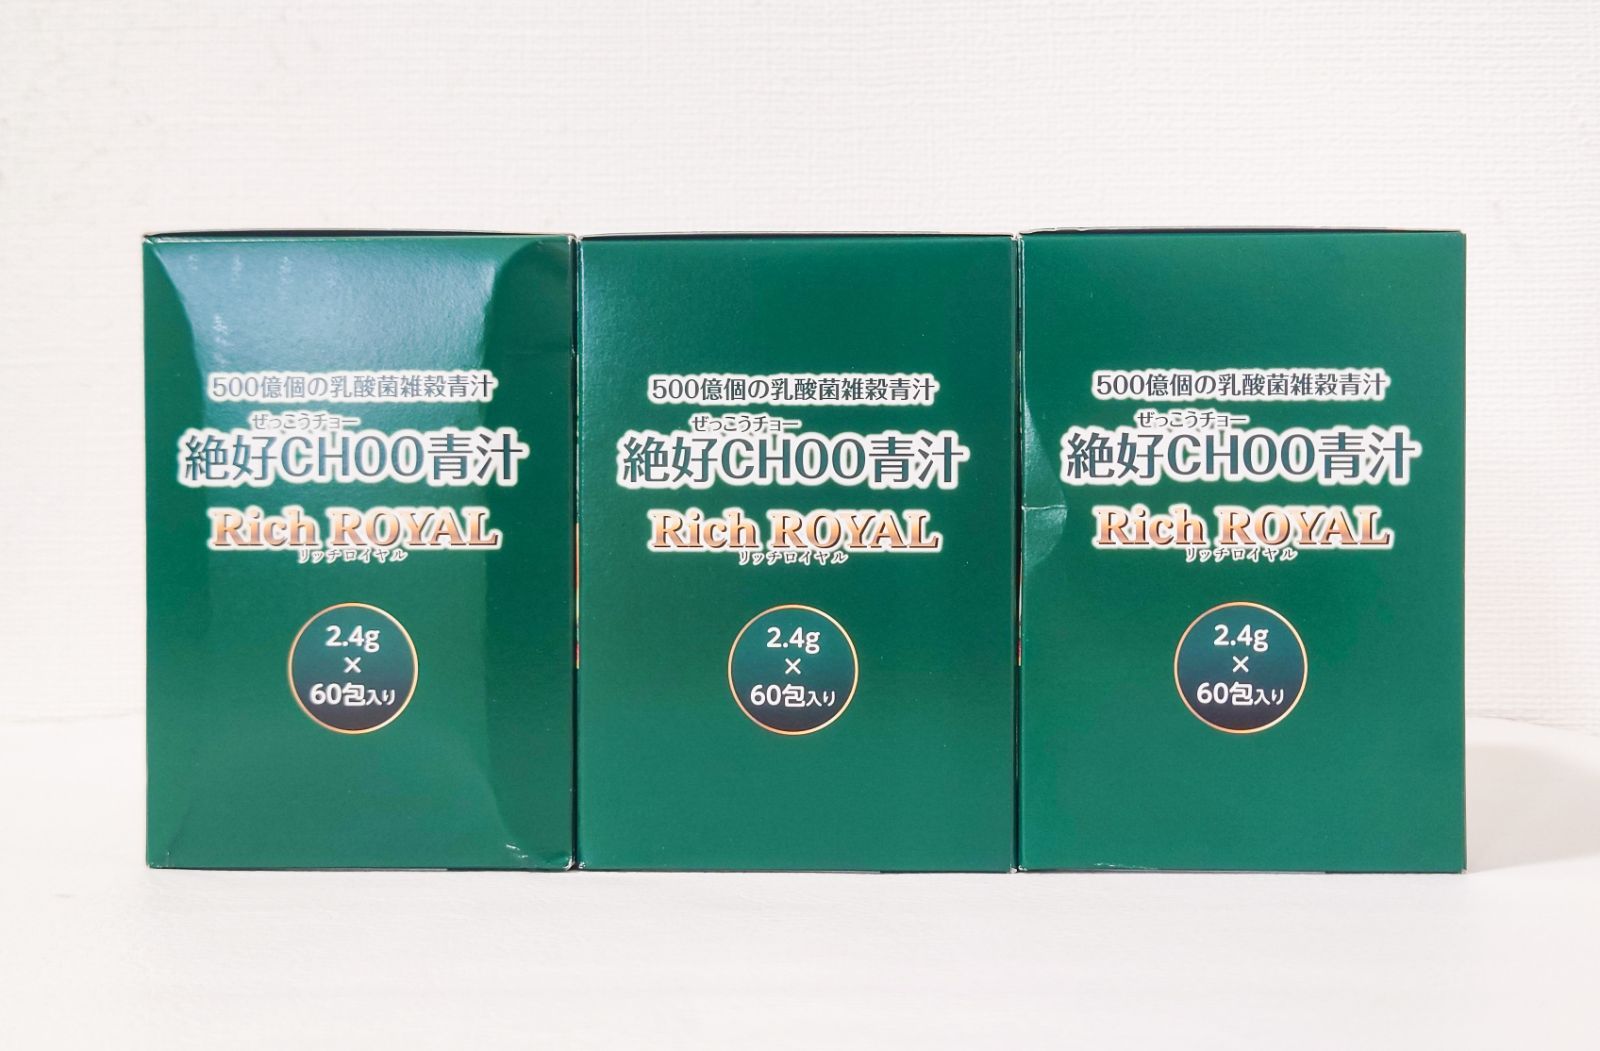 500億個の乳酸菌雑穀青汁
ぜっこうチョー
絶好CHOO青汁
Rich ROYAL
リッチロイヤル
2.4g
×
60包入り
500億個の乳酸菌雑穀青汁
ぜっこうチョー
絶好CHOO青汁
Rich ROYAL
リッチロイヤル
2.4g
×
60包入り
500億個の乳酸菌雑穀青汁
ぜっこうチョー
絶好CHOO青汁
Rich ROYAL
リッチロイヤル
2.4g
×
60包入り